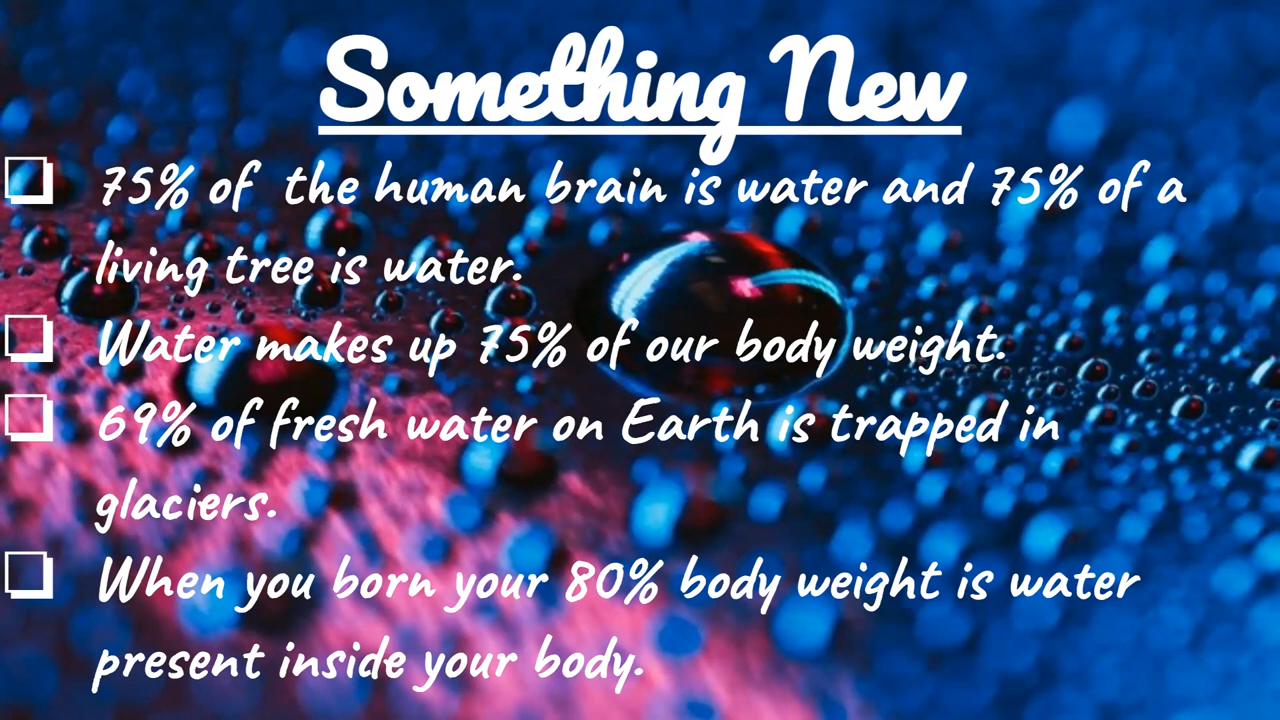 Something New
75% of the human brain is water and 75% of a
living tree is water.
Water makes up 75% of our body weight.
69% of fresh water on Earth is trapped in
glaciers.
When you born your 80% body weight is water
present inside your body.